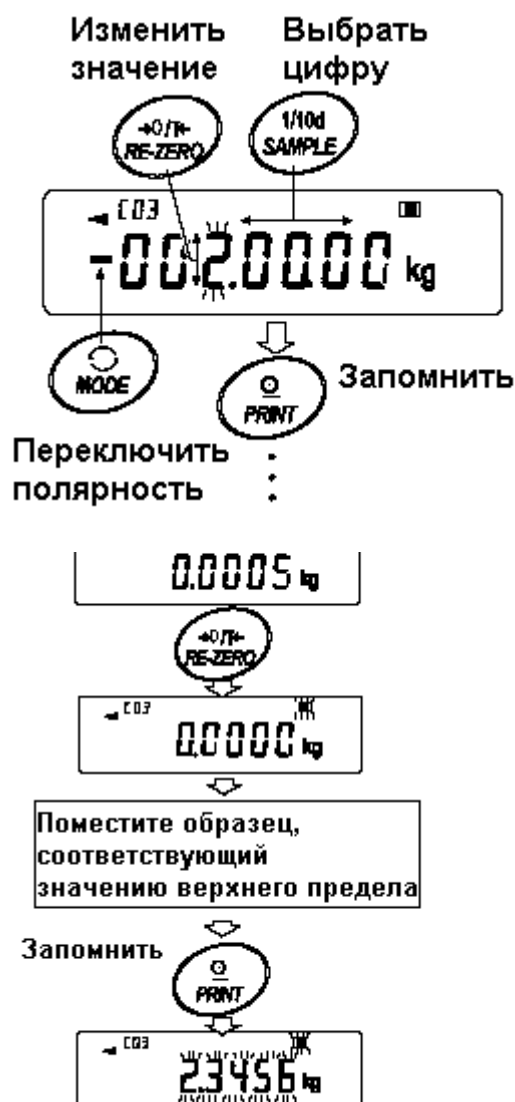 Изменить значение
Выбрать цифру
→0/T←
RE-ZERO
1/10d
SAMPLE
C03
-002.0000 kg
MODE
PRINT
Запомнить
Переключить полярность
0.0005 kg
→0/T←
RE-ZERO
C03
0.0000 kg
Поместите образец,
соответствующий
значению верхнего предела
Запомнить
PRINT
C03
2.3456 kg